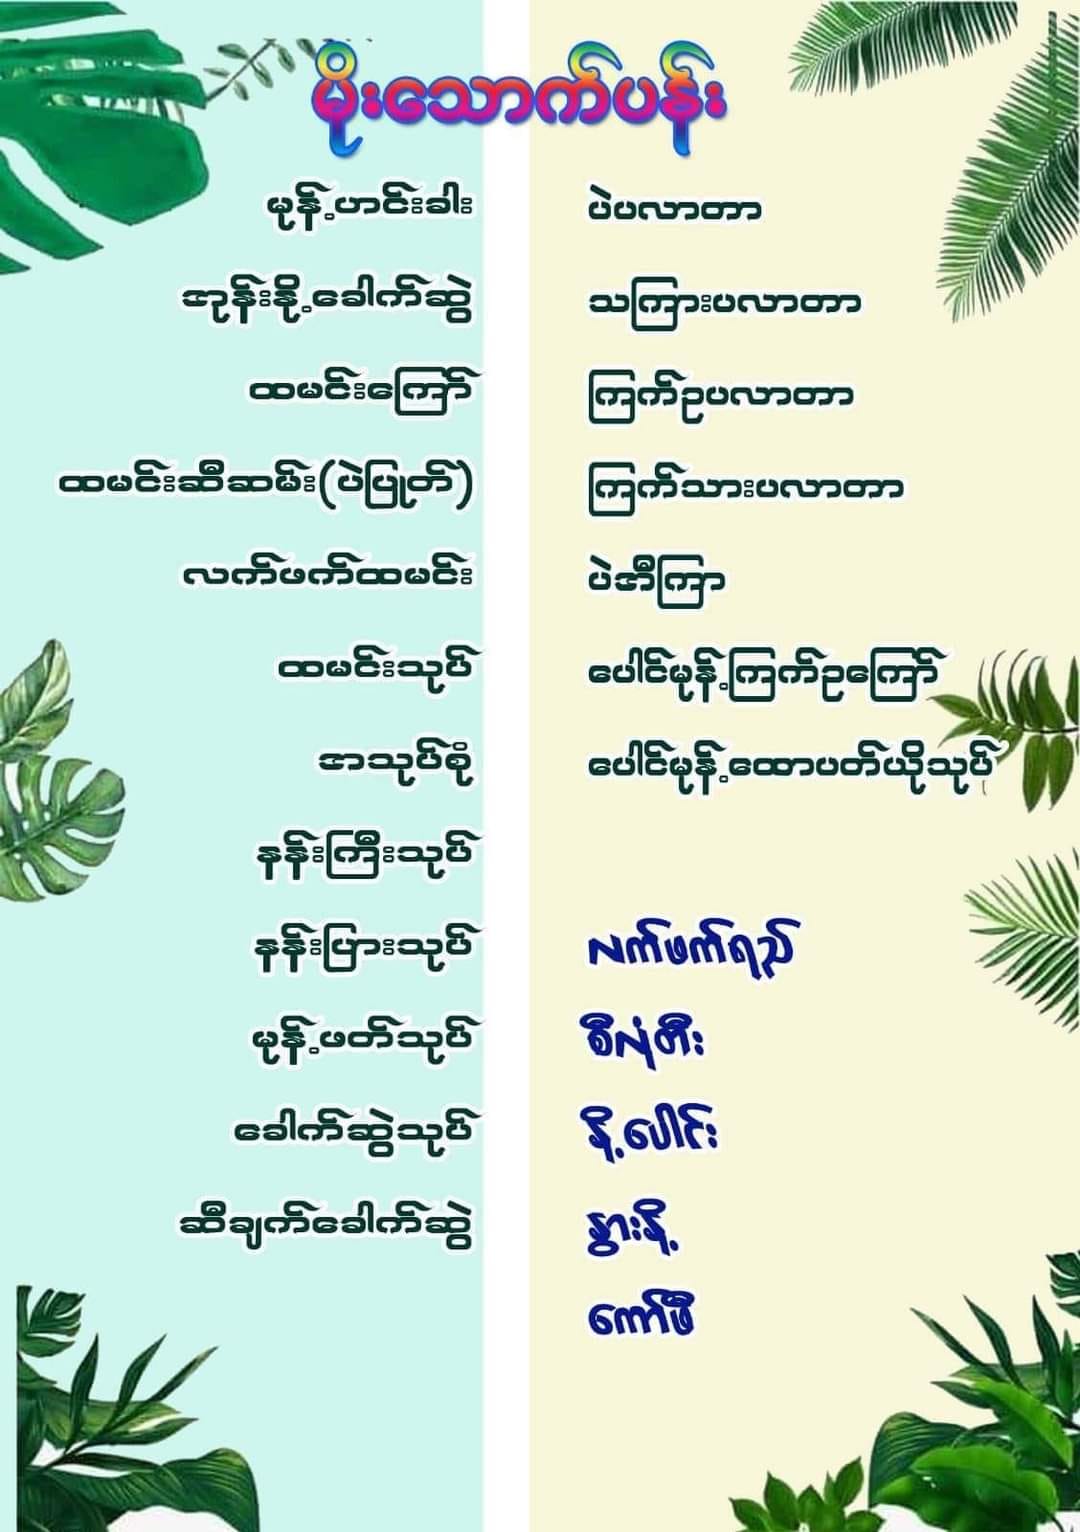 မိုးသောက်ပန်း
မုန့်ဟင်းခါး
အုန်းနို့ခေါက်ဆွဲ
ထမင်းကြော်
ထမင်းဆီဆမ်း(ပဲပြုတ်)
လက်ဖက်ထမင်း
ထမင်းသုပ်
အသုပ်စုံ
နန်းကြီးသုပ်
နန်းပြားသုပ်
မုန့်ဖတ်သုပ်
ခေါက်ဆွဲသုပ်
ဆီချက်ခေါက်ဆွဲ
ပဲပလာတာ
သကြားပလာတာ
ကြက်ဥပလာတာ
ကြက်သားပလာတာ
ပဲအီကြာ
ပေါင်မုန့်ကြက်ဥကြော်
ပေါင်မုန့်ထောပတ်ယိုသုပ်
လက်ဖက်ရည်
စီလုံတီး
နို့ပေါင်း
နွားနို့
ကော်ဖီ